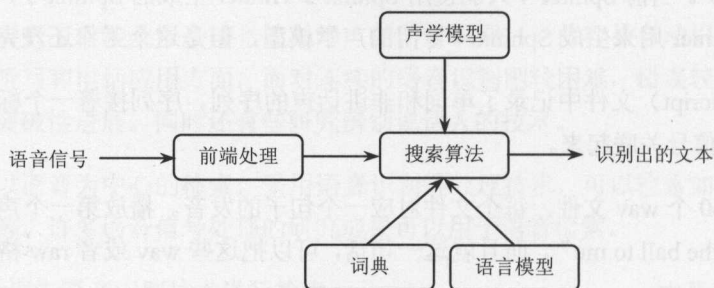 声学模型
语音信号
前端处理
搜索算法
识别出的文本
词典
语言模型